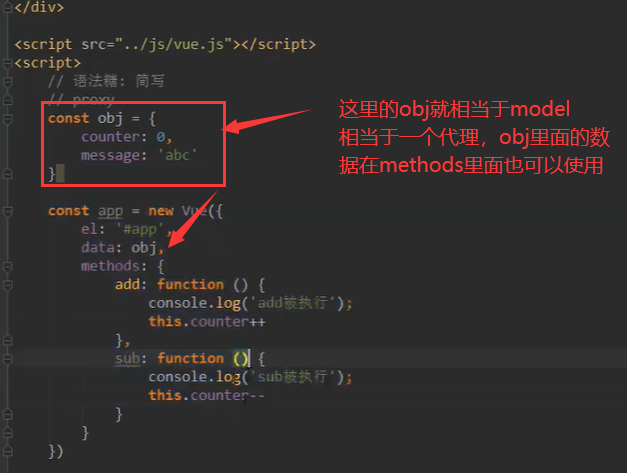 </div>
<script src="../js/vue.js"></script>
<script>
// 语法糖: 简写
// proxy
const obj = {
counter: 0,
message: 'abc'
}
这里的obj就相当于model
相当于一个代理，obj里面的数
据在methods里面也可以使用
const app = new Vue({
el: '#app',
data: obj,
methods: {
add: function () {
console.log('add被执行');
this.counter++
},
sub: function () {
console.log('sub被执行');
this.counter--
}
}
})